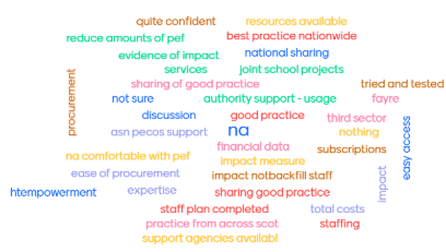 quite confident
resources available
reduce amounts of pef
best practice nationwide
evidence of impact
national sharing
services
joint school projects
sharing of good practice
tried and tested
procurement
not sure
authority support - usage
fayre
discussion
good practice
third sector
asn pecos support
na
nothing
easy access
financial data
subscriptions
na comfortable with pef
impact measure
ease of procurement
impact notbackfill staff
impact
htempowerment
expertise
sharing good practice
staff plan completed
total costs
practice from across scot
staffing
support agencies availabl